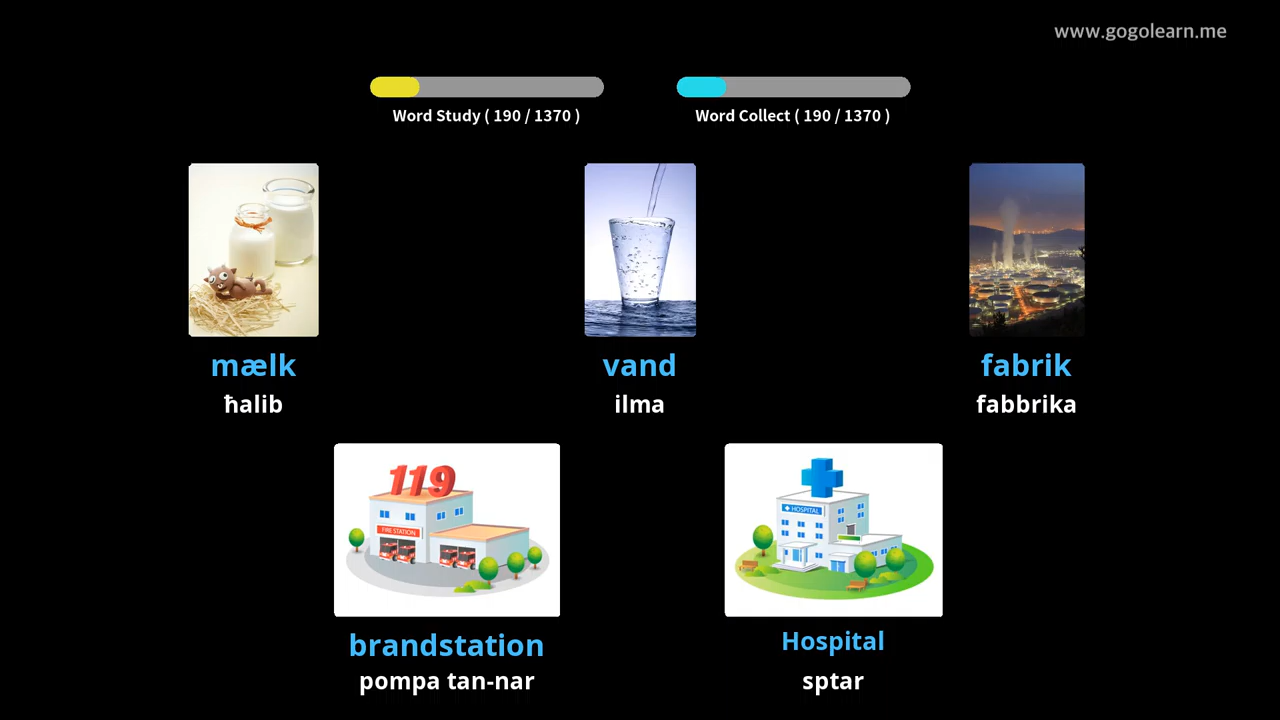 www.gogolearn.me
Word Study ( 190 / 1370 )
Word Collect ( 190 / 1370 )
mælk
ħalib
vand
ilma
fabrik
fabbrika
119
FIRE STATION
brandstation
pompa tan-nar
HOSPITAL
Hospital
sptar